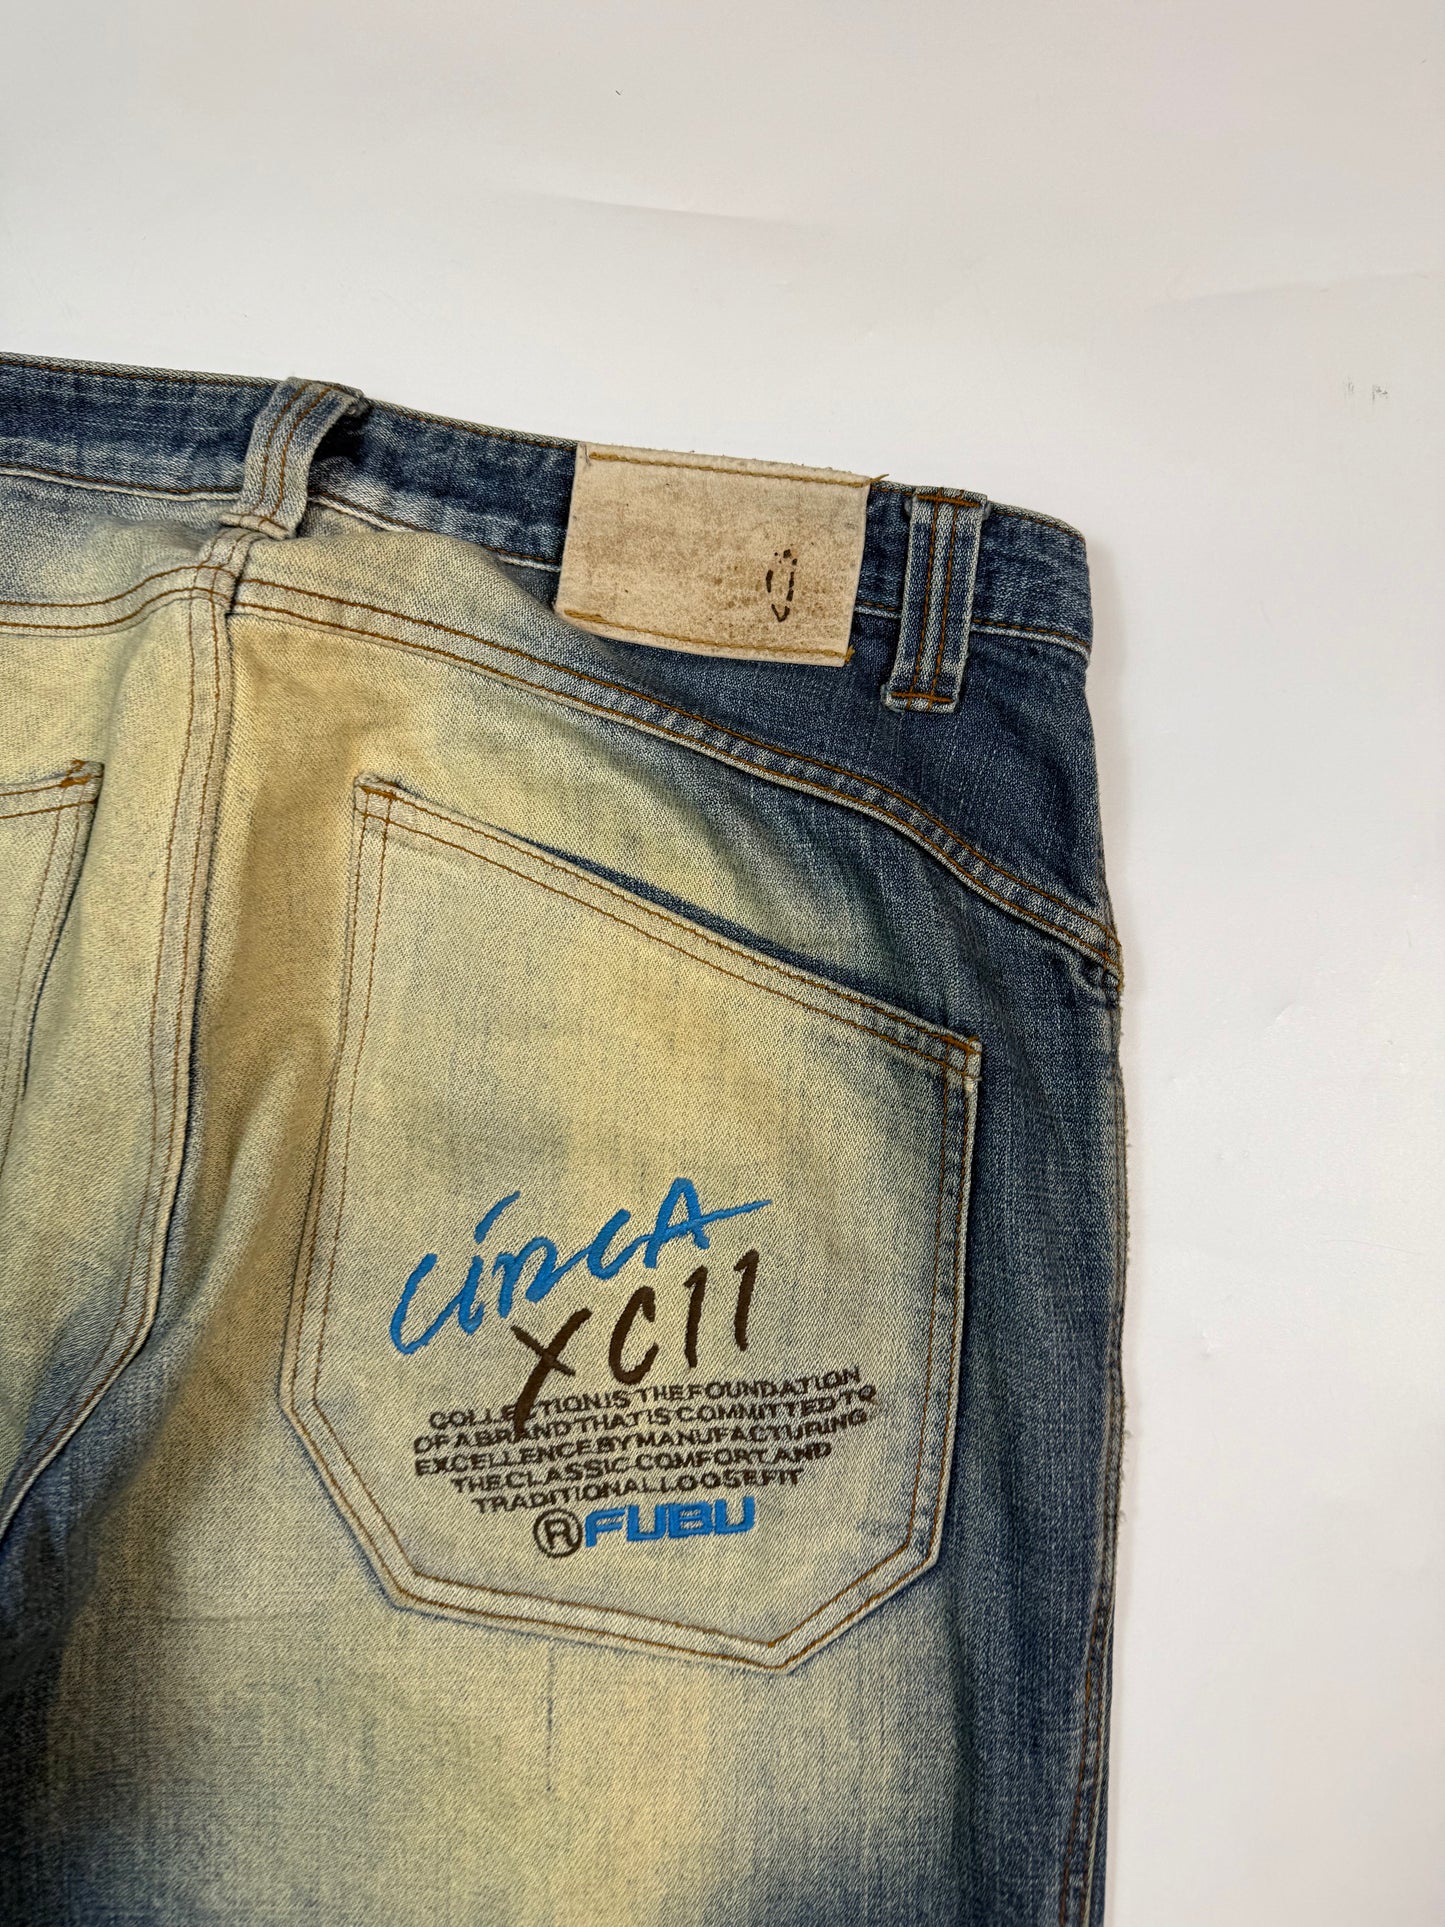 CIRCA
XCII
COLLECTION IS THE FOUNDATION
OF A BRAND THAT IS COMMITTED TO
EXCELLENCE BY MANUFACTURING
THE CLASSIC COMFORT AND
TRADITIONAL LOOSE FIT
® FUBU